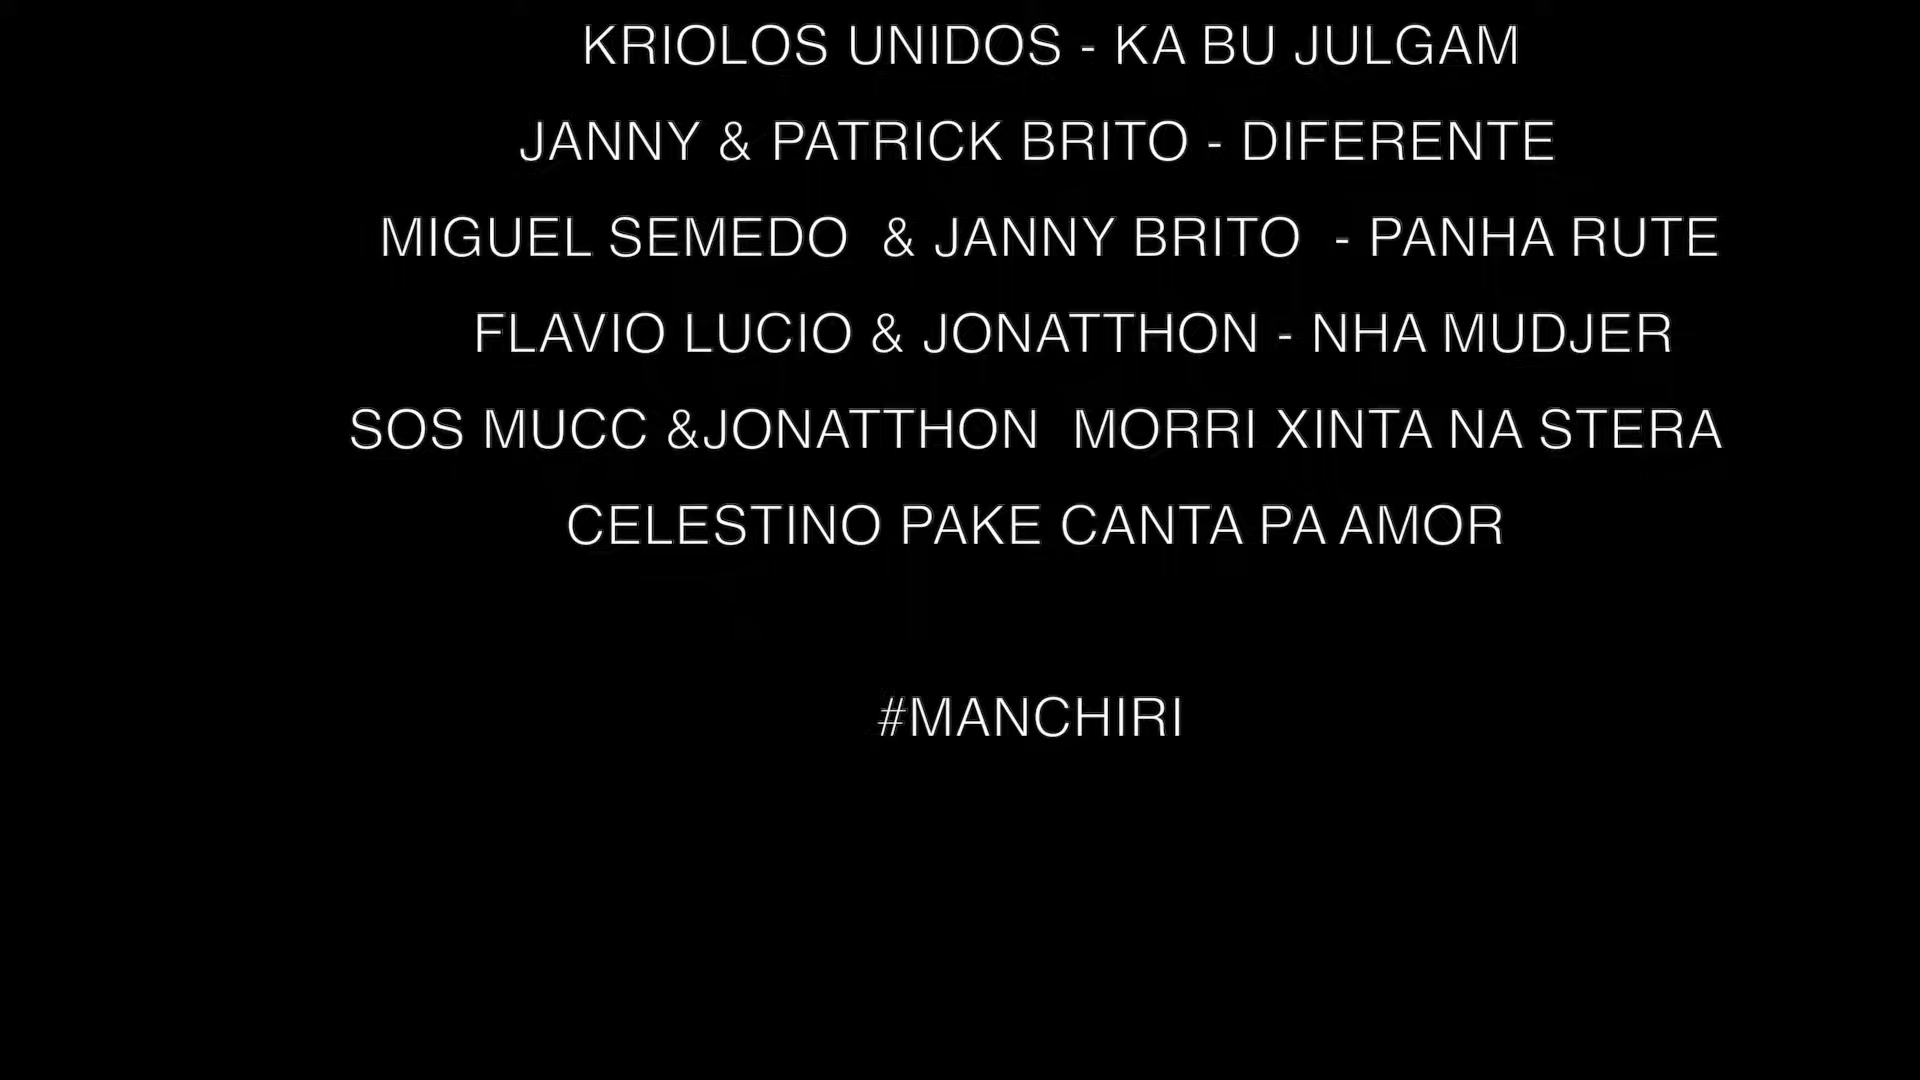 KRIOLOS UNIDOS - KA BU JULGAM
JANNY & PATRICK BRITO - DIFERENTE
MIGUEL SEMEDO  & JANNY BRITO  - PANHA RUTE
FLAVIO LUCIO & JONATTHON - NHA MUDJER
SOS MUCC &JONATTHON  MORRI XINTA NA STERA
CELESTINO PAKE CANTA PA AMOR
#MANCHIRI